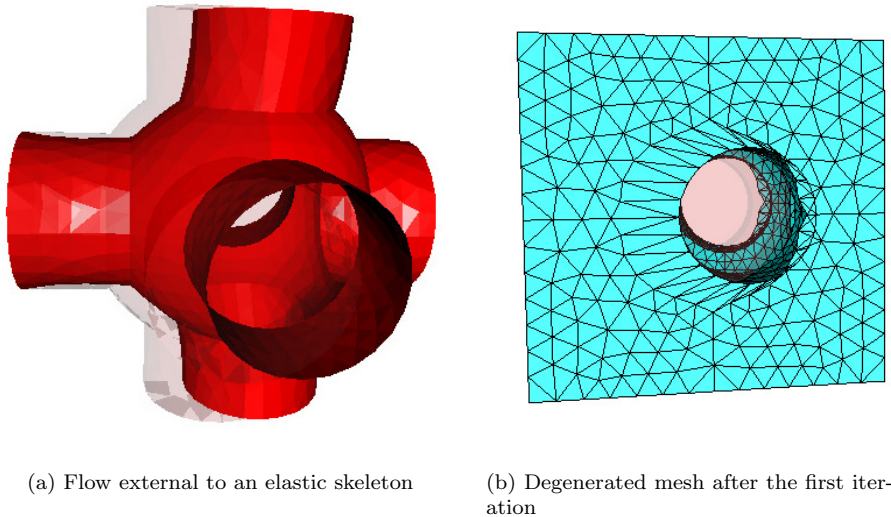 (a) Flow external to an elastic skeleton
(b) Degenerated mesh after the first iter-
ation